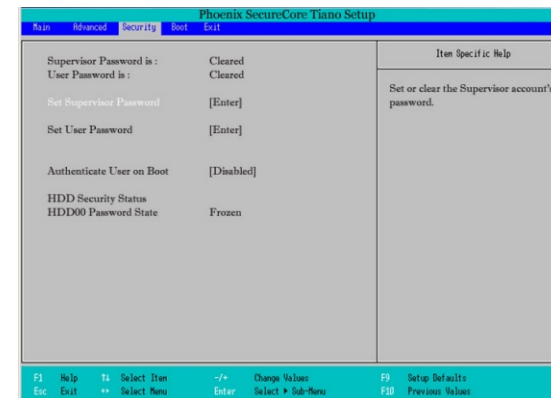 Phoenix SecureCore Tiano Setup
Main Advanced Security Boot Exit
Supervisor Password is : Cleared
User Password is : Cleared
Set Supervisor Password [Enter]
Set User Password [Enter]
Authenticate User on Boot [Disabled]
HDD Security Status
HDD00 Password State Frozen
Item Specific Help
Set or clear the Supervisor account's
password.
F1 Help ↑↓ Select Item -/+ Change Values F9 Setup Defaults
Esc Exit ↔ Select Menu Enter Select ▶ Sub-Menu F10 Previous Values